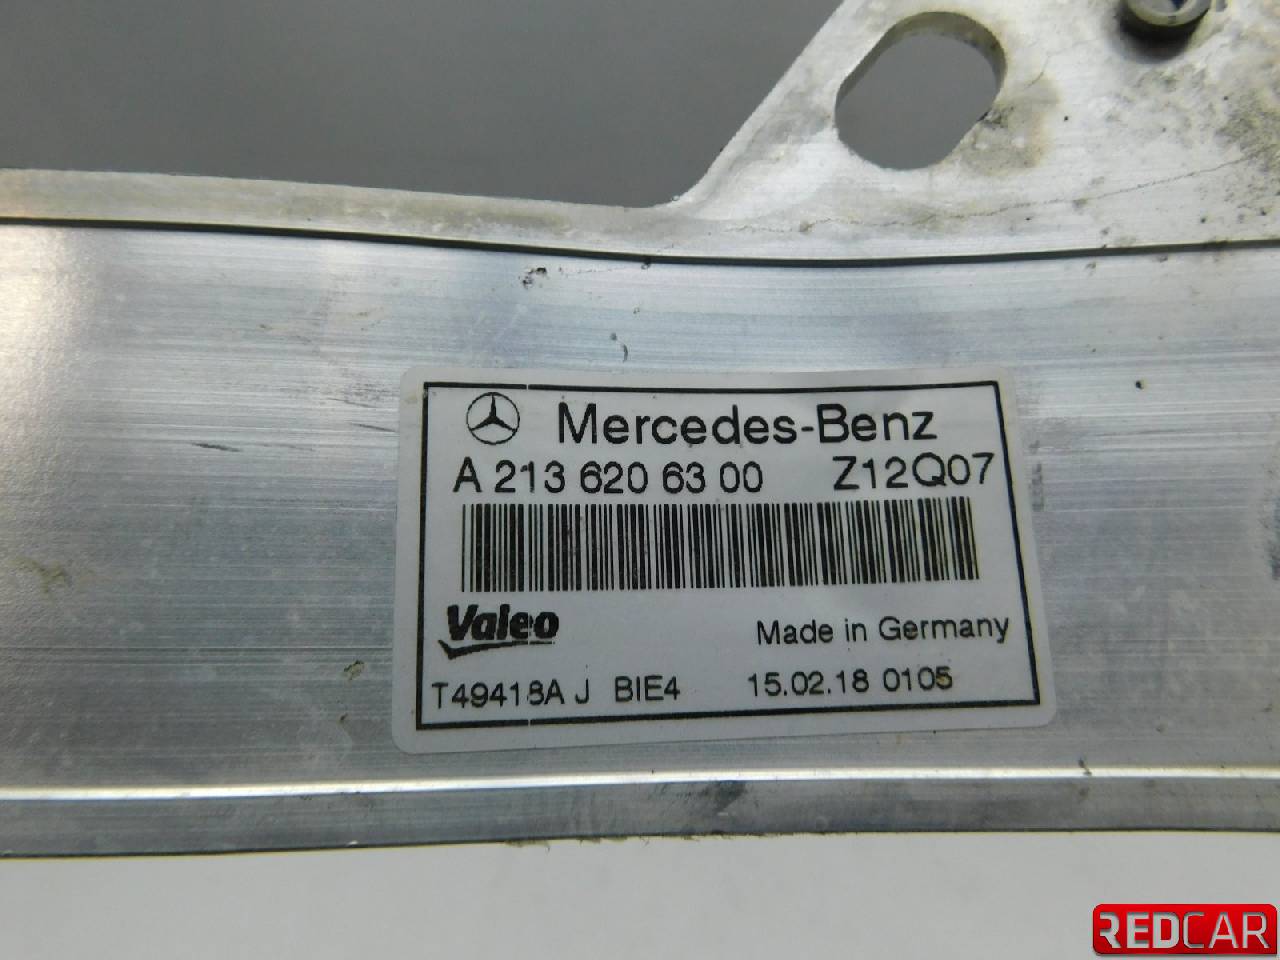 Mercedes-Benz
A 213 620 63 00 Z12Q07
Valeo
Made in Germany
T49418A J BIE4 15.02.18 0105
REDCAR